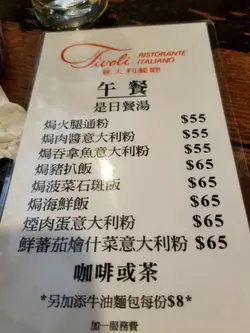 Tivoli RISTORANTE ITALIANO
意大利餐廳
午餐
是日餐湯
焗火腿通粉 $55
焗肉醬意大利粉 $55
焗吞拿魚意大利粉 $55
焗豬扒飯 $65
焗菠菜石斑飯 $65
焗海鮮飯 $65
煙肉蛋意大利粉 $65
鮮蕃茄燴什菜意大利粉 $65
咖啡或茶
*另加添牛油麵包每份$8*
加一服務費